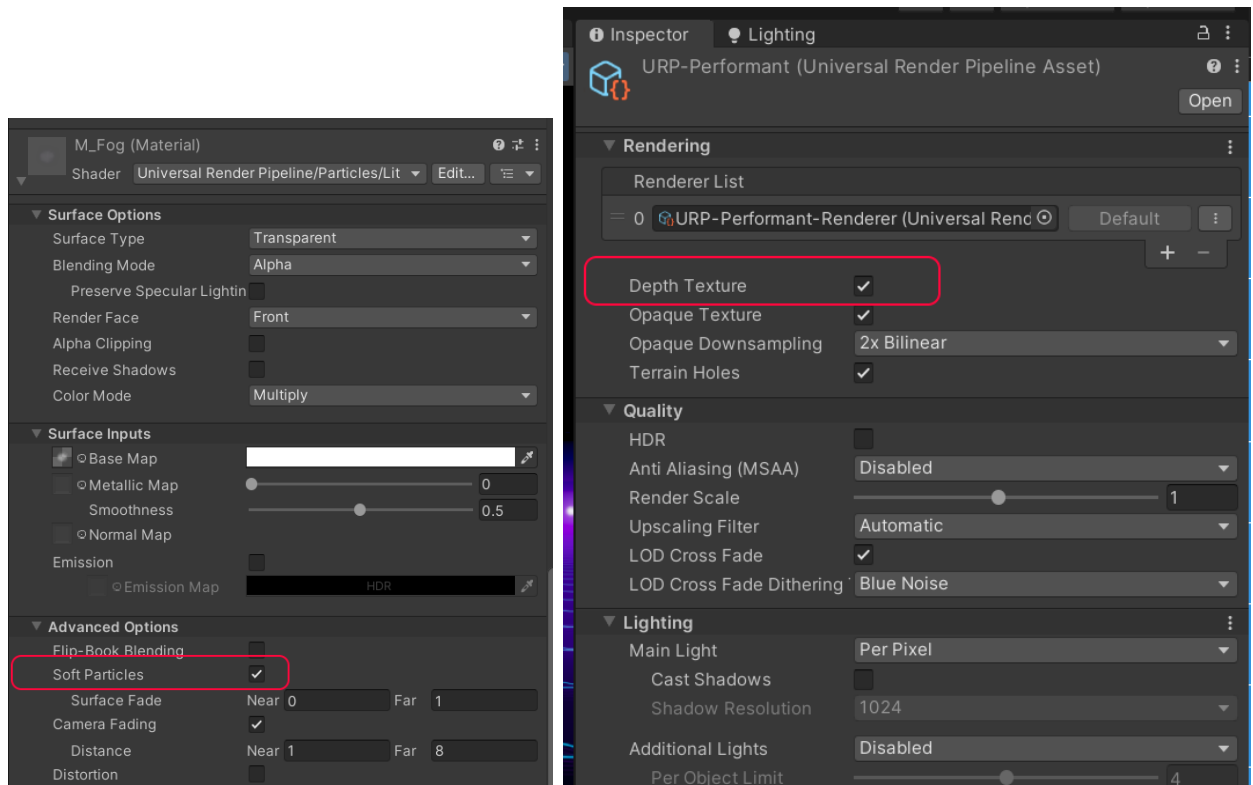 M_Fog (Material)
Shader Universal Render Pipeline/Particles/Lit Edit...
Surface Options
Surface Type Transparent
Blending Mode Alpha
Preserve Specular Lightin
Render Face Front
Alpha Clipping
Receive Shadows
Color Mode Multiply
Surface Inputs
Base Map
Metallic Map 0
Smoothness 0.5
Normal Map
Emission
Emission Map HDR
Advanced Options
Flip-Book Blending
Soft Particles
Surface Fade Near 0 Far 1
Camera Fading
Distance Near 1 Far 8
Distortion
Inspector Lighting
URP-Performant (Universal Render Pipeline Asset)
Open
Rendering
Renderer List
0 URP-Performant-Renderer (Universal Rend Default
Depth Texture
Opaque Texture
Opaque Downsampling 2x Bilinear
Terrain Holes
Quality
HDR
Anti Aliasing (MSAA) Disabled
Render Scale 1
Upscaling Filter Automatic
LOD Cross Fade
LOD Cross Fade Dithering Blue Noise
Lighting
Main Light Per Pixel
Cast Shadows
Shadow Resolution 1024
Additional Lights Disabled
Per Object Limit 4